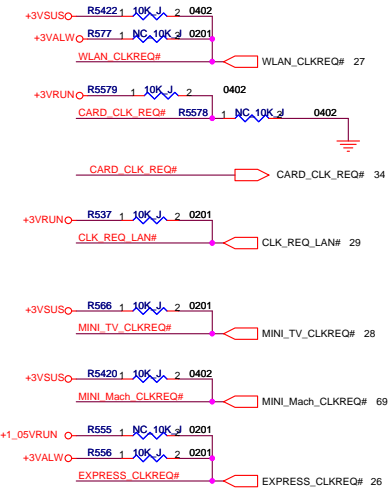 +3VSUS R5422 1 10K_J 2 0402
+3VALW R577 1 NC_10K_J 2 0201
WLAN_CLKREQ# WLAN_CLKREQ# 27
+3VRUN R5579 1 10K_J 2 0402
CARD_CLK_REQ# R5578 1 NC_10K_J 2 0402
CARD_CLK_REQ# CARD_CLK_REQ# 34
+3VRUN R537 1 10K_J 2 0201
CLK_REQ_LAN# CLK_REQ_LAN# 29
+3VSUS R566 1 10K_J 2 0201
MINI_TV_CLKREQ# MINI_TV_CLKREQ# 28
+3VSUS R5420 1 10K_J 2 0402
MINI_Mach_CLKREQ# MINI_Mach_CLKREQ# 69
+1_05VRUN R555 1 NC_10K_J 2 0201
+3VALW R556 1 10K_J 2 0201
EXPRESS_CLKREQ# EXPRESS_CLKREQ# 26